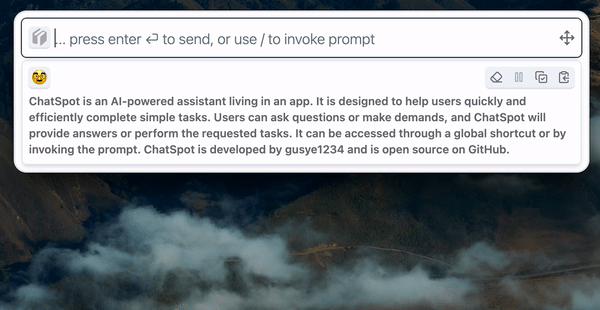 ... press enter ↵ to send, or use / to invoke prompt
ChatSpot is an AI-powered assistant living in an app. It is designed to help users quickly and
efficiently complete simple tasks. Users can ask questions or make demands, and ChatSpot will
provide answers or perform the requested tasks. It can be accessed through a global shortcut or by
invoking the prompt. ChatSpot is developed by gusye1234 and is open source on GitHub.